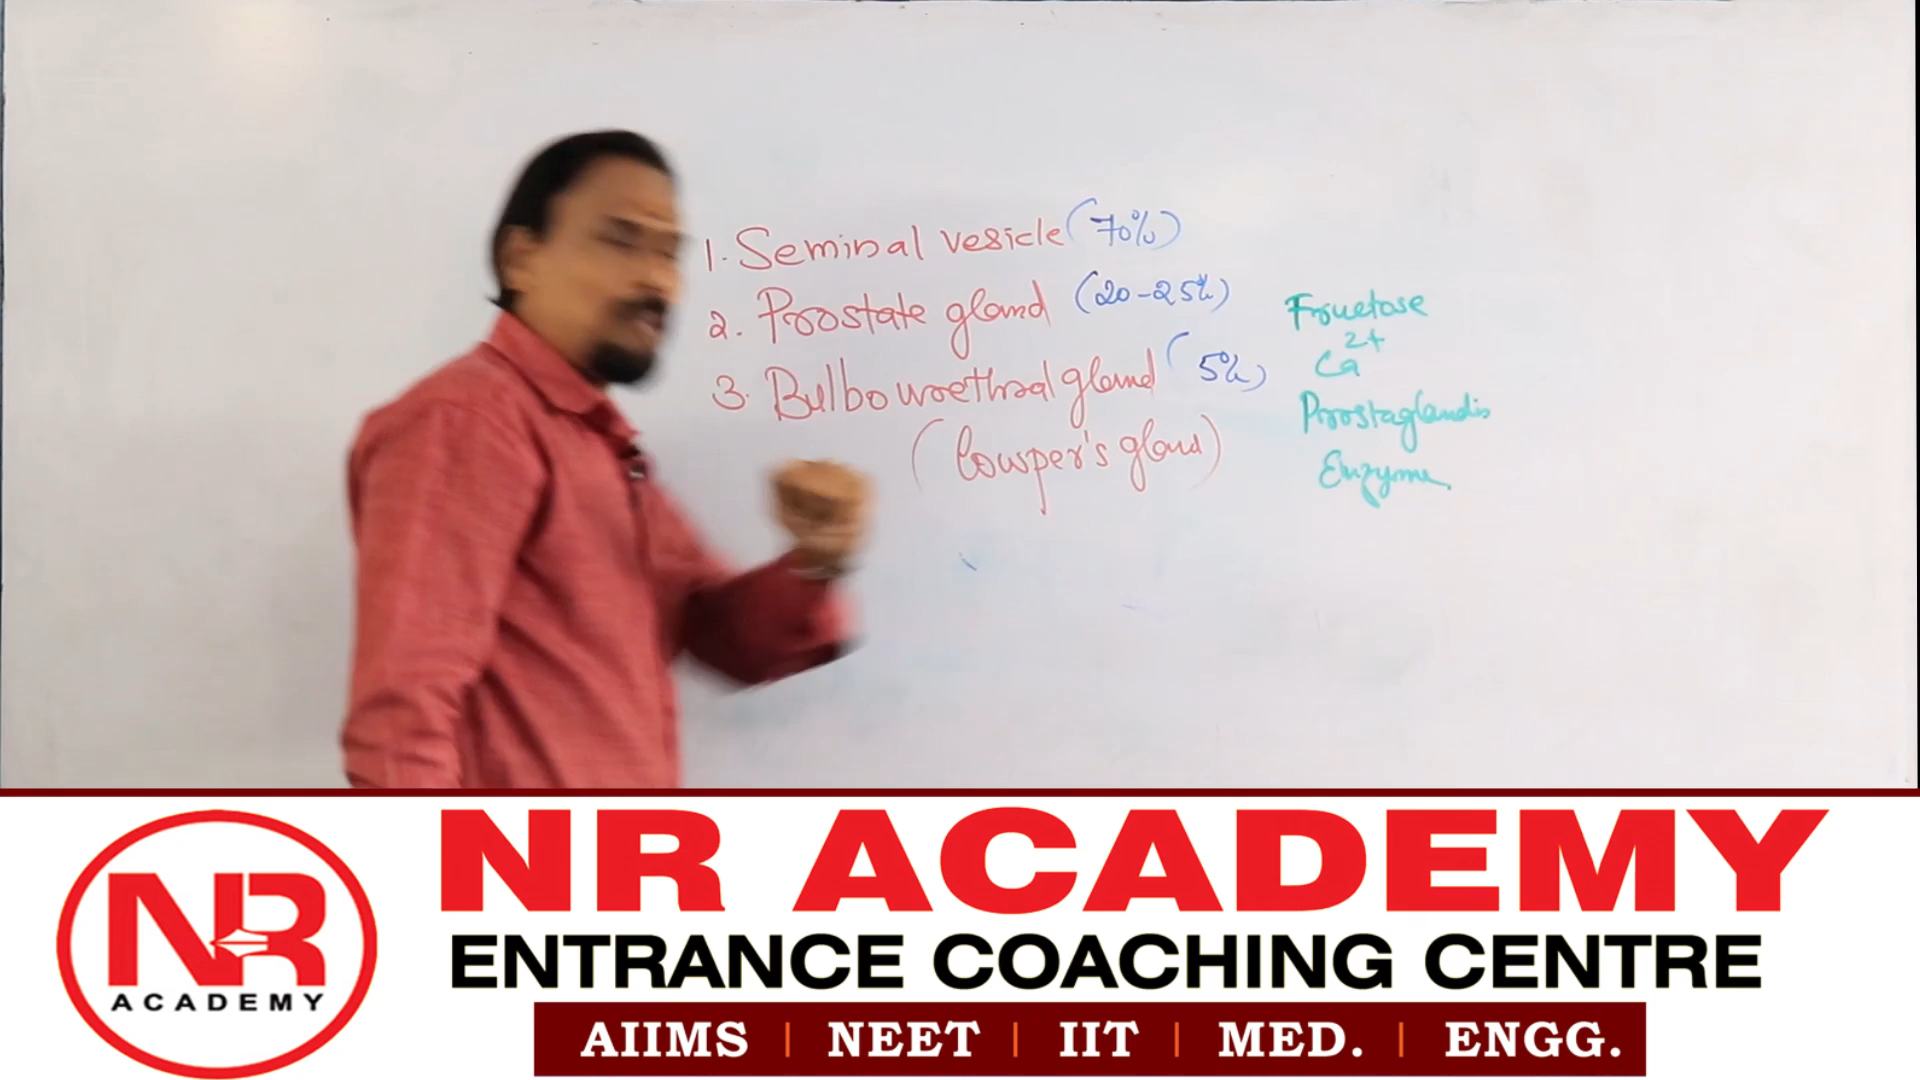 1. Seminal vesicle (70%)
2. Prostate gland (20-25%)
3. Bulbourethral gland (5%)
(Cowper's gland)
Fructose
Ca2+
Prostaglandin
Enzyme
NR
ACADEMY
NR ACADEMY
ENTRANCE COACHING CENTRE
AIIMS | NEET | IIT | MED. | ENGG.